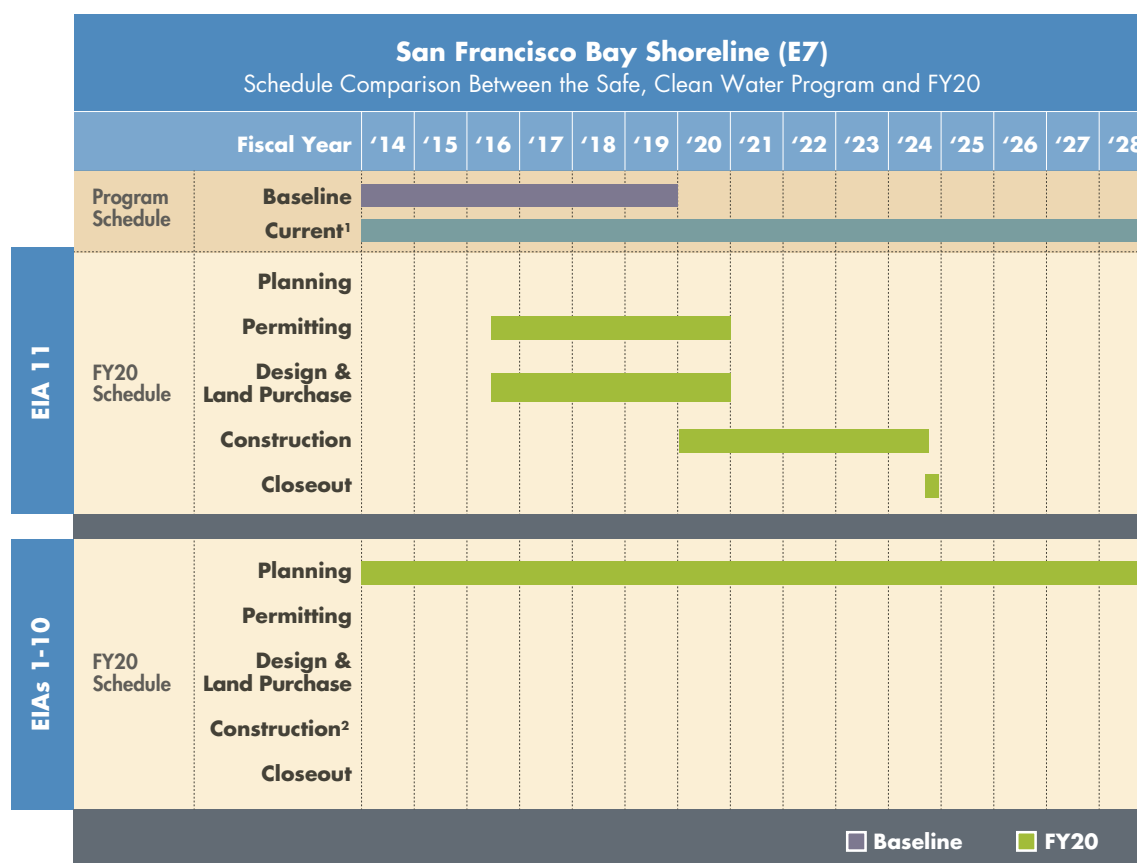 San Francisco Bay Shoreline (E7)
Schedule Comparison Between the Safe, Clean Water Program and FY20
Fiscal Year ‘14 ‘15 ‘16 ‘17 ‘18 ‘19 ‘20 ‘21 ‘22 ‘23 ‘24 ‘25 ‘26 ‘27 ‘28
Program
Schedule
Baseline
Current¹
EIA 11
FY20
Schedule
Planning
Permitting
Design &
Land Purchase
Construction
Closeout
EIAs 1-10
FY20
Schedule
Planning
Permitting
Design &
Land Purchase
Construction²
Closeout
Baseline FY20